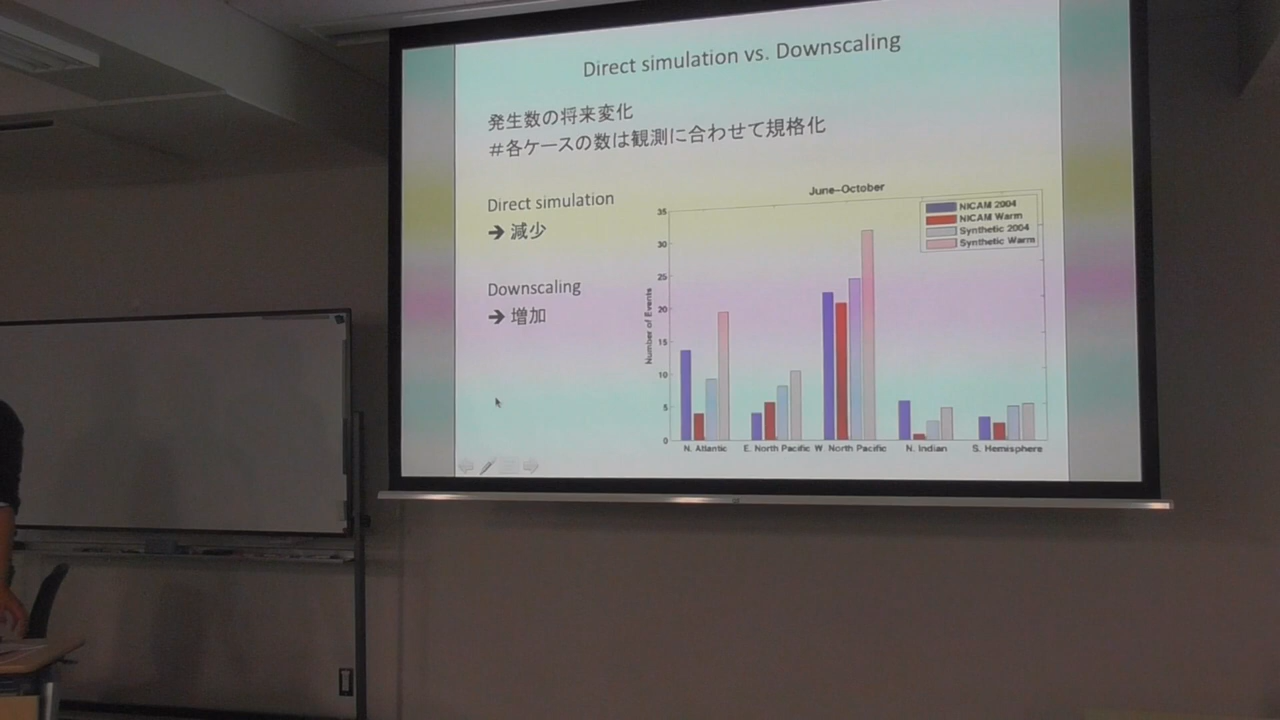 Direct simulation vs. Downscaling
発生数の将来変化
#各ケースの数は観測に合わせて規格化
Direct simulation
➔ 減少
Downscaling
➔ 増加
June–October
NICAM 2004
NICAM Warm
Synthetic 2004
Synthetic Warm
Number of Events
35
30
25
20
15
10
5
0
N. Atlantic E. North Pacific W North Pacific N. Indian S. Hemisphere